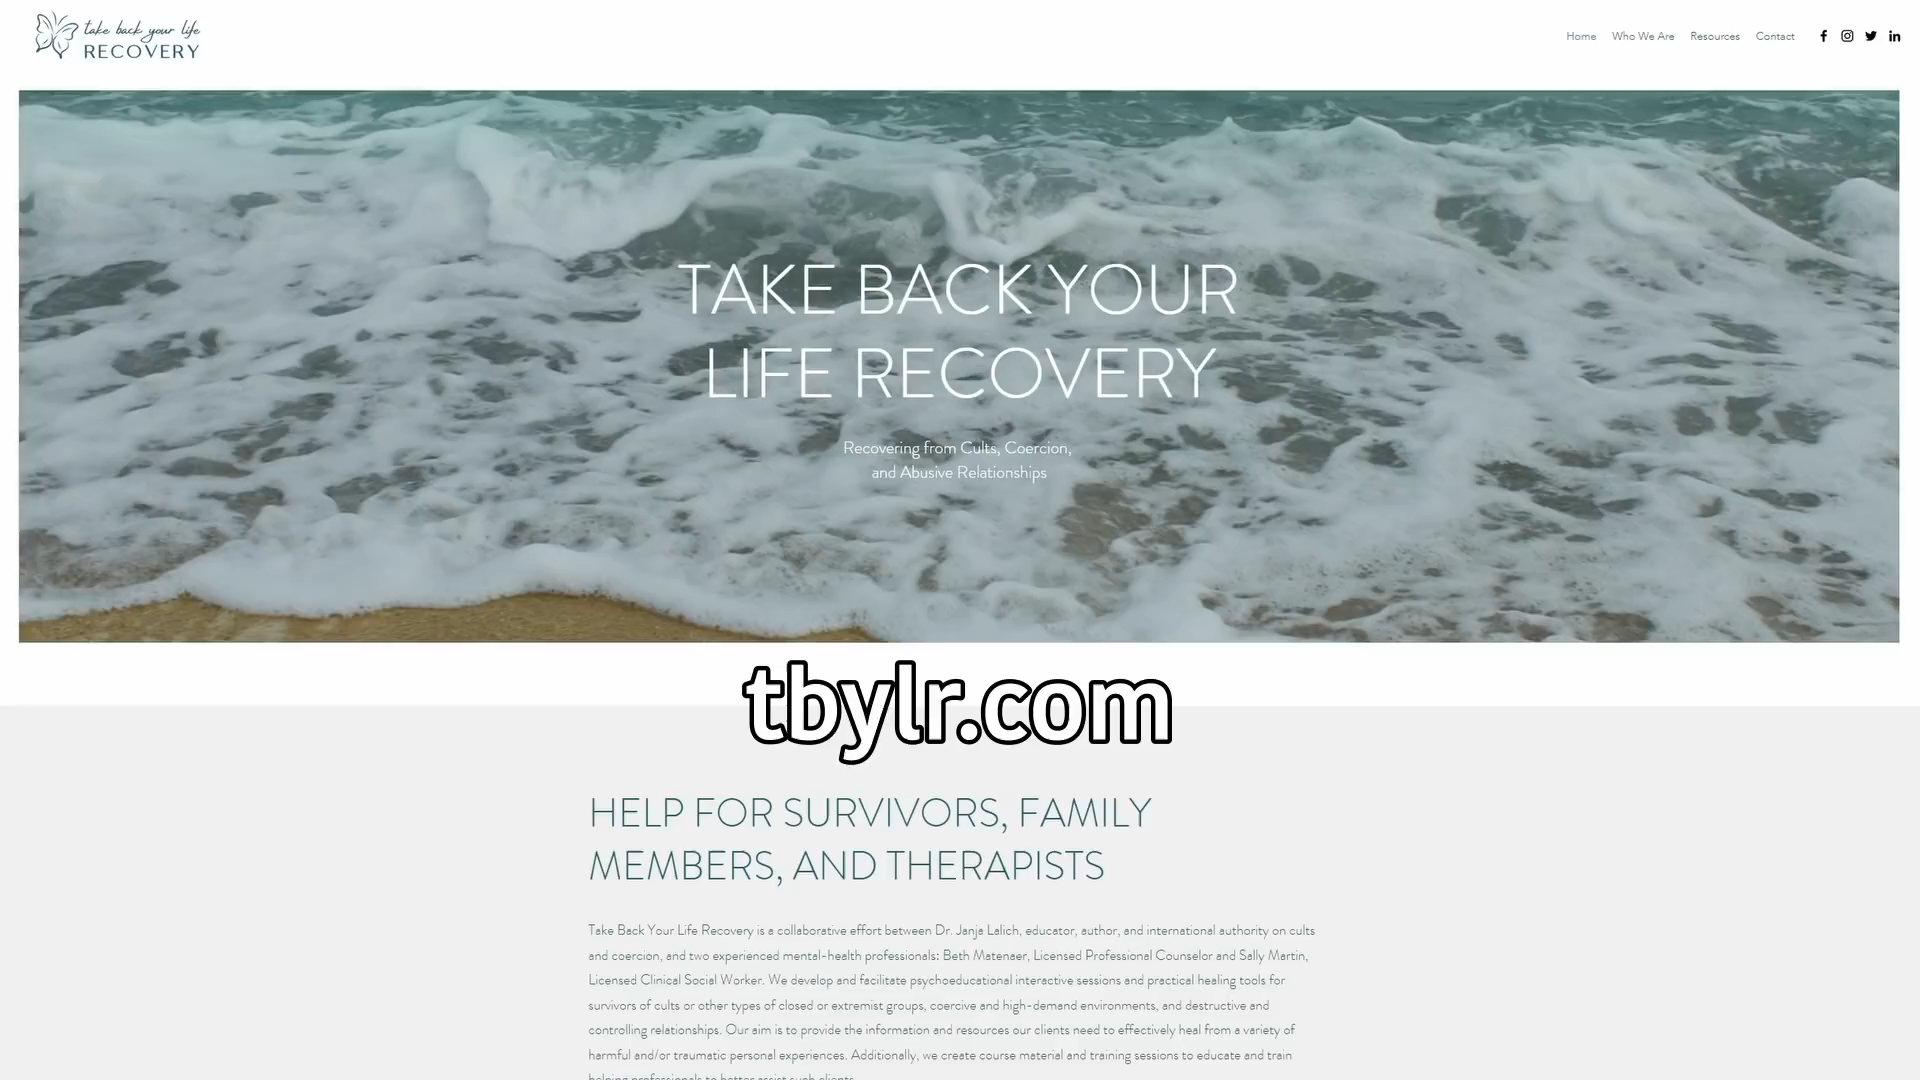 take back your life
RECOVERY
Home Who We Are Resources Contact
TAKE BACK YOUR
LIFE RECOVERY
Recovering from Cults, Coercion,
and Abusive Relationships
tbylr.com
HELP FOR SURVIVORS, FAMILY
MEMBERS, AND THERAPISTS
Take Back Your Life Recovery is a collaborative effort between Dr. Janja Lalich, educator, author, and international authority on cults
and coercion, and two experienced mental-health professionals: Beth Matenaer, Licensed Professional Counselor and Sally Martin,
Licensed Clinical Social Worker. We develop and facilitate psychoeducational interactive sessions and practical healing tools for
survivors of cults or other types of closed or extremist groups, coercive and high-demand environments, and destructive and
controlling relationships. Our aim is to provide the information and resources our clients need to effectively heal from a variety of
harmful and/or traumatic personal experiences. Additionally, we create course material and training sessions to educate and train
helping professionals to better assist such clients.